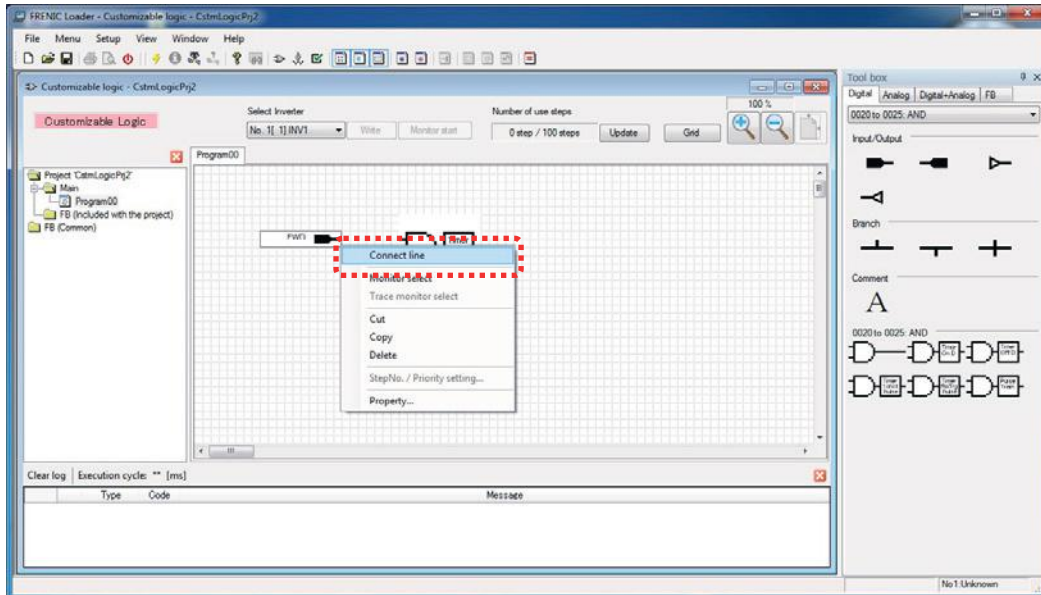 FRENIC Loader - Customizable logic - CstmLogicPrj2
File Menu Setup View Window Help
Customizable logic - CstmLogicPrj2
Customizable Logic
Select Inverter
No. 1[ 1] INV1
Write
Monitor start
Number of use steps
0 step / 100 steps
Update
Grid
100 %
Project 'CstmLogicPrj2'
Main
Program00
FB (Included with the project)
FB (Common)
Program00
FWD
Timer
Connect line
Monitor select
Trace monitor select
Cut
Copy
Delete
StepNo. / Priority setting...
Property...
Clear log Execution cycle: ** [ms]
Type Code Message
Tool box
Digital Analog Digital+Analog FB
0020 to 0025: AND
Input/Output
Branch
Comment
A
0020 to 0025: AND
No1:Unknown